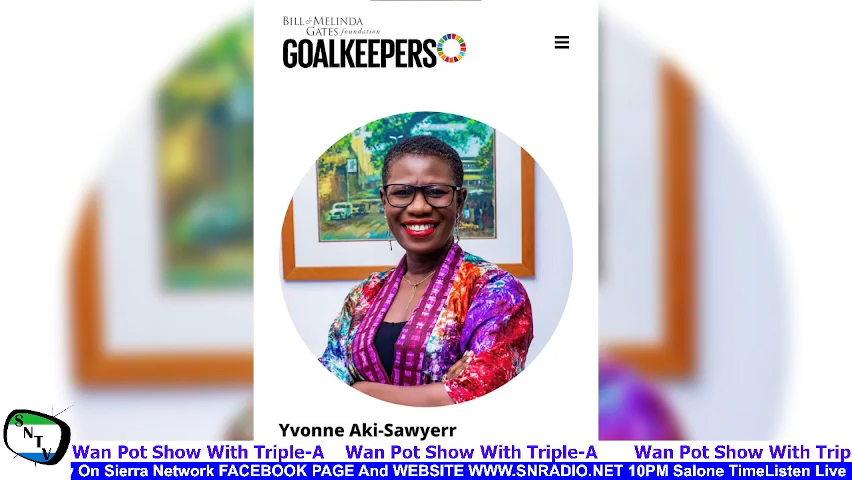 BILL & MELINDA
GATES foundation
GOALKEEPERS
Yvonne Aki-Sawyerr
SNTV
Wan Pot Show With Triple-A Wan Pot Show With Triple-A Wan Pot Show With Trip
On Sierra Network FACEBOOK PAGE And WEBSITE WWW.SNRADIO.NET 10PM Salone TimeListen Live